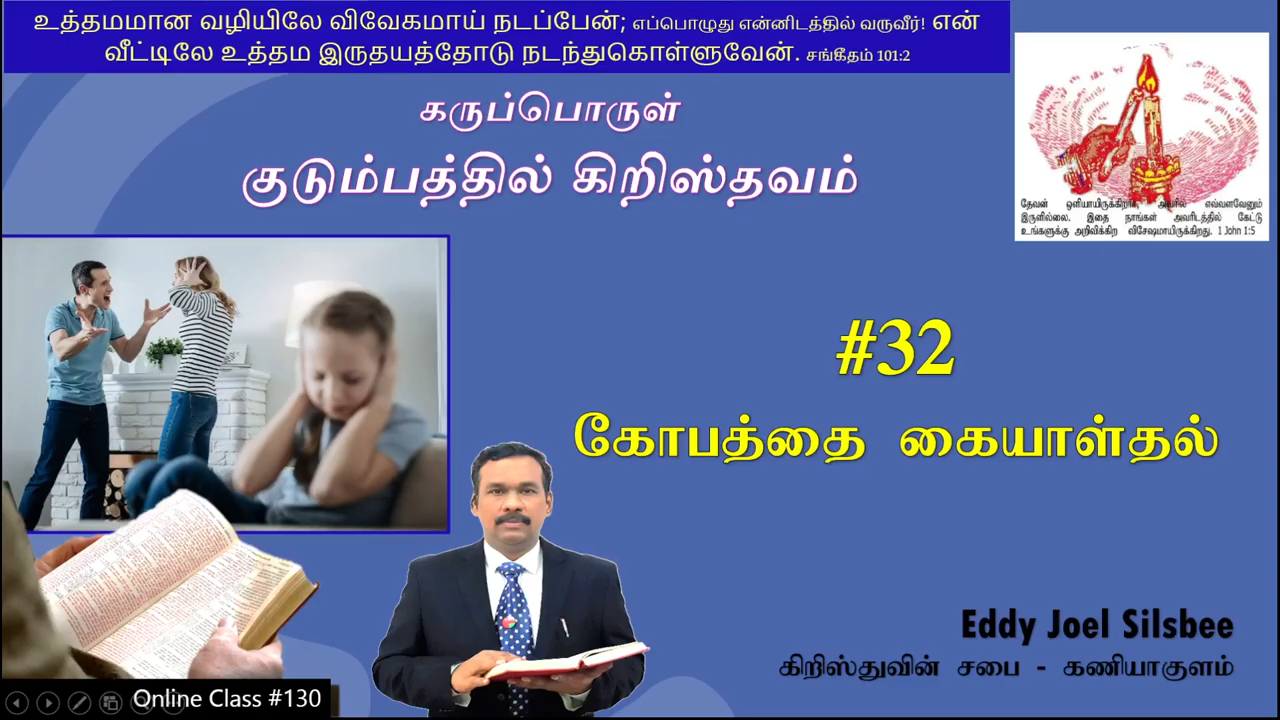 உத்தமமான வழியிலே விவேகமாய் நடப்பேன்; எப்பொழுது என்னிடத்தில் வருவீர்! என்
வீட்டிலே உத்தம இருதயத்தோடு நடந்துகொள்ளுவேன். சங்கீதம் 101:2
கருப்பொருள்
குடும்பத்தில் கிறிஸ்தவம்
தேவன் ஒளியாயிருக்கிறார், அவரில் எவ்வளவேனும்
இருளில்லை. இதை நாங்கள் அவரிடத்தில் கேட்டு
உங்களுக்கு அறிவிக்கிற விசேஷமாயிருக்கிறது. 1 John 1:5
#32
கோபத்தை கையாள்தல்
Eddy Joel Silsbee
கிறிஸ்துவின் சபை - கணியாகுளம்
Online Class #130